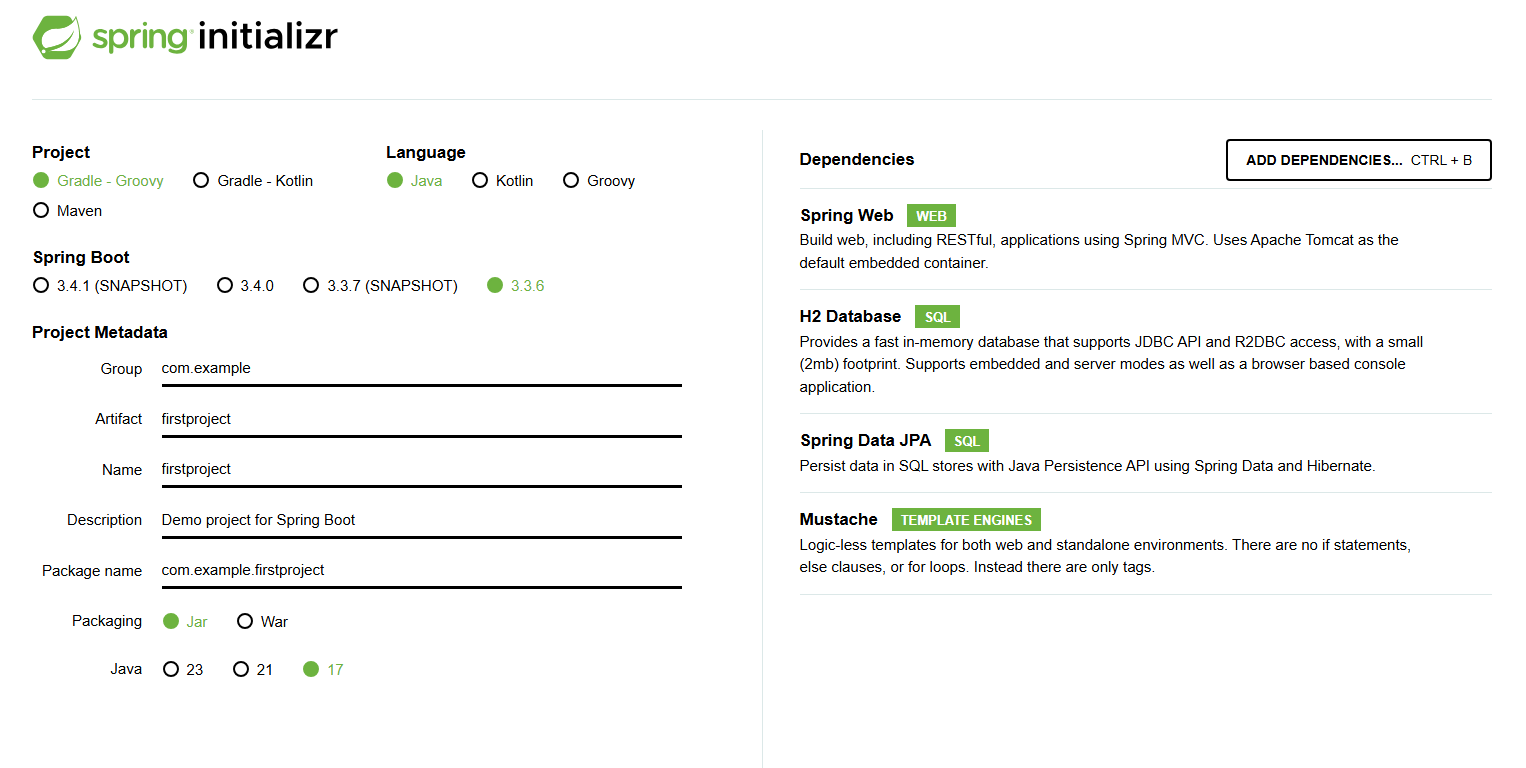 spring initializr
Project
Gradle - Groovy Gradle - Kotlin
Maven
Language
Java Kotlin Groovy
Spring Boot
3.4.1 (SNAPSHOT) 3.4.0 3.3.7 (SNAPSHOT) 3.3.6
Project Metadata
Group com.example
Artifact firstproject
Name firstproject
Description Demo project for Spring Boot
Package name com.example.firstproject
Packaging Jar War
Java 23 21 17
Dependencies
ADD DEPENDENCIES... CTRL + B
Spring Web WEB
Build web, including RESTful, applications using Spring MVC. Uses Apache Tomcat as the
default embedded container.
H2 Database SQL
Provides a fast in-memory database that supports JDBC API and R2DBC access, with a small
(2mb) footprint. Supports embedded and server modes as well as a browser based console
application.
Spring Data JPA SQL
Persist data in SQL stores with Java Persistence API using Spring Data and Hibernate.
Mustache TEMPLATE ENGINES
Logic-less templates for both web and standalone environments. There are no if statements,
else clauses, or for loops. Instead there are only tags.